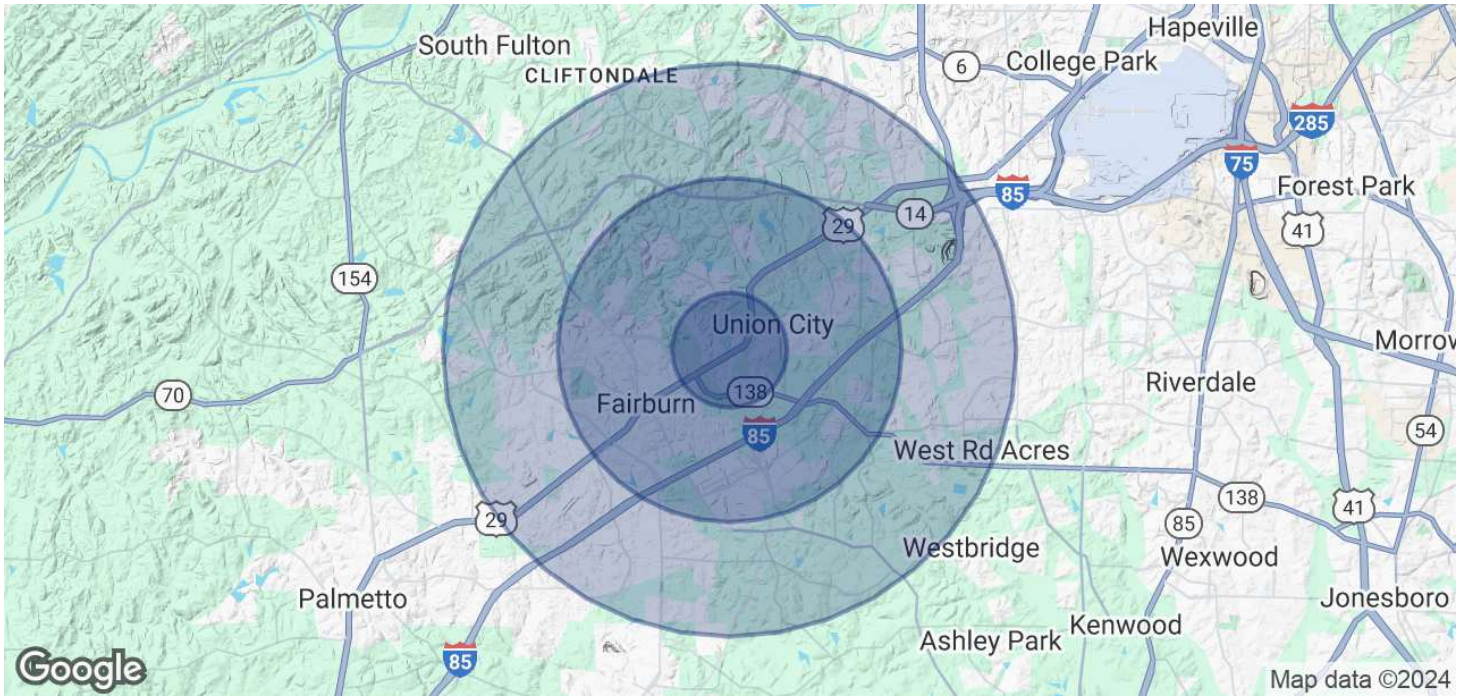 Hapeville
South Fulton
College Park
6
CLIFTONDALE
285
75
Forest Park
85
14
29
41
154
Union City
Morrow
Riverdale
70
138
Fairburn
54
85
West Rd Acres
138
41
29
85
Westbridge
Wexwood
Palmetto
Jonesboro
Kenwood
Ashley Park
85
Google
Map data ©2024